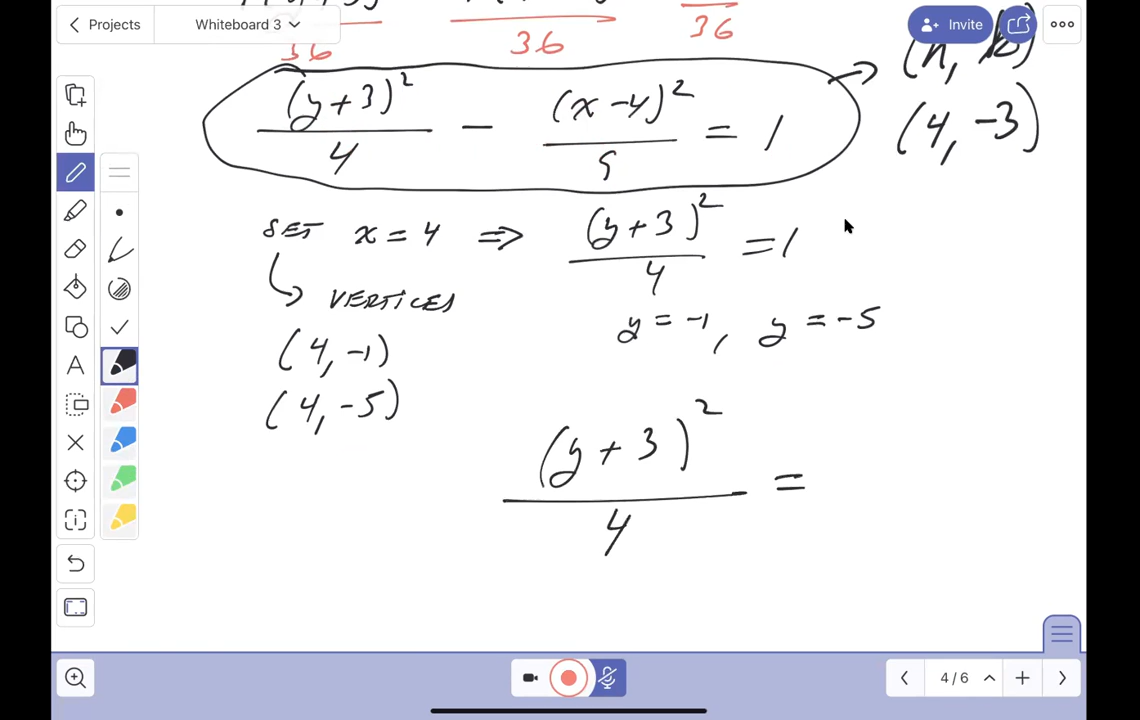 Projects
Whiteboard 3
Invite
36
36
36
(h, k)
(y+3)²/4 - (x-4)²/9 = 1
(4, -3)
SET x = 4 ⇒ (y+3)²/4 = 1
VERTICES
y = -1, y = -5
(4, -1)
(4, -5)
(y+3)²/4 =
A
4/6